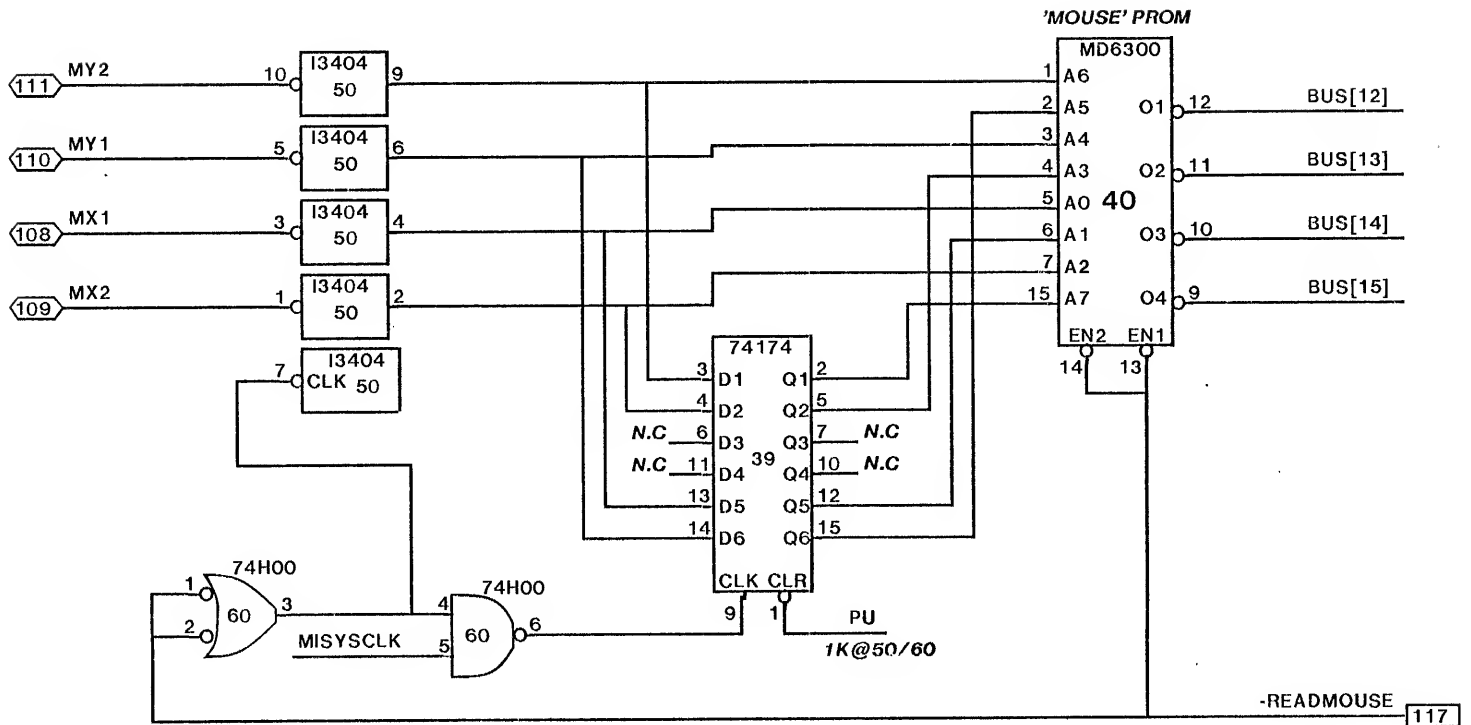 'MOUSE' PROM
MD6300
111 MY2 10 I3404 9
50
1 A6
2 A5 O1 12 BUS[12]
3 A4
110 MY1 5 I3404 6
50
4 A3 O2 11 BUS[13]
5 A0 40
108 MX1 3 I3404 4
50
6 A1 O3 10 BUS[14]
7 A2
109 MX2 1 I3404 2
50
15 A7 O4 9 BUS[15]
EN2 EN1
14 13
I3404
7 CLK 50
74174
3 D1 Q1 2
4 D2 Q2 5
N.C 6 D3 Q3 7 N.C
39
N.C 11 D4 Q4 10 N.C
13 D5 Q5 12
14 D6 Q6 15
CLK CLR
9 1 PU
1K@50/60
74H00
1 3
60
2
74H00
4
60 6
MISYSCLK 5
-READMOUSE 117